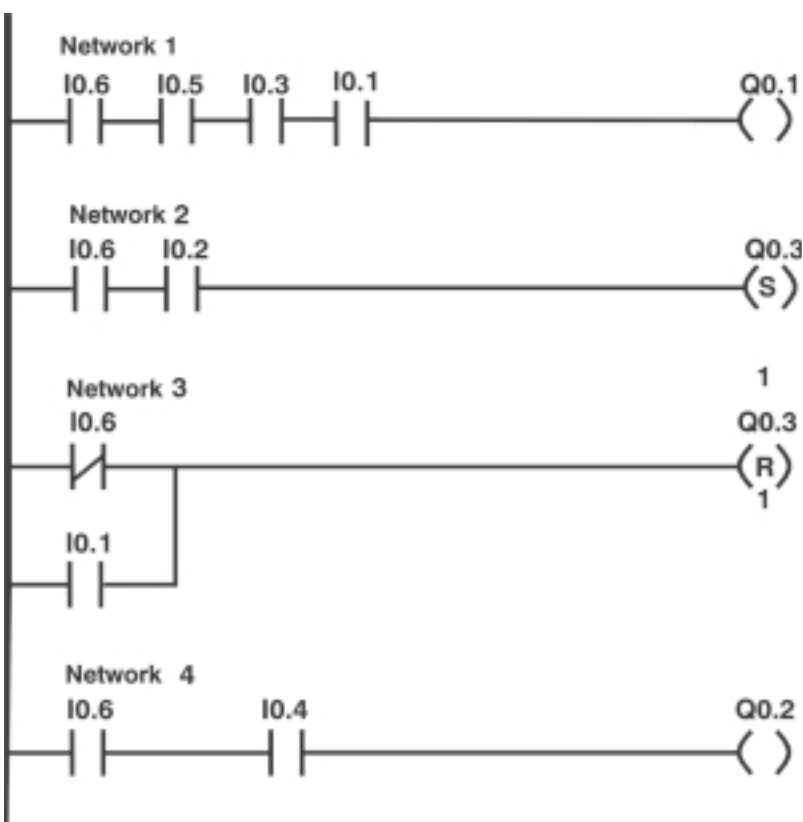 Network 1
I0.6 I0.5 I0.3 I0.1 Q0.1
Network 2
I0.6 I0.2 Q0.3
S
1
Network 3
I0.6 Q0.3
R
1
I0.1
Network 4
I0.6 I0.4 Q0.2